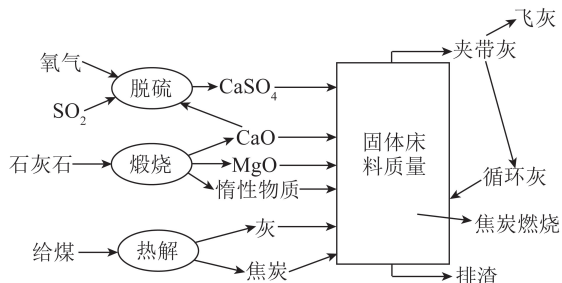 飞灰
夹带灰
氧气
脱硫
CaSO₄
SO₂
CaO
固体床
料质量
石灰石
煅烧
MgO
惰性物质
循环灰
灰
焦炭燃烧
给煤
热解
焦炭
排渣